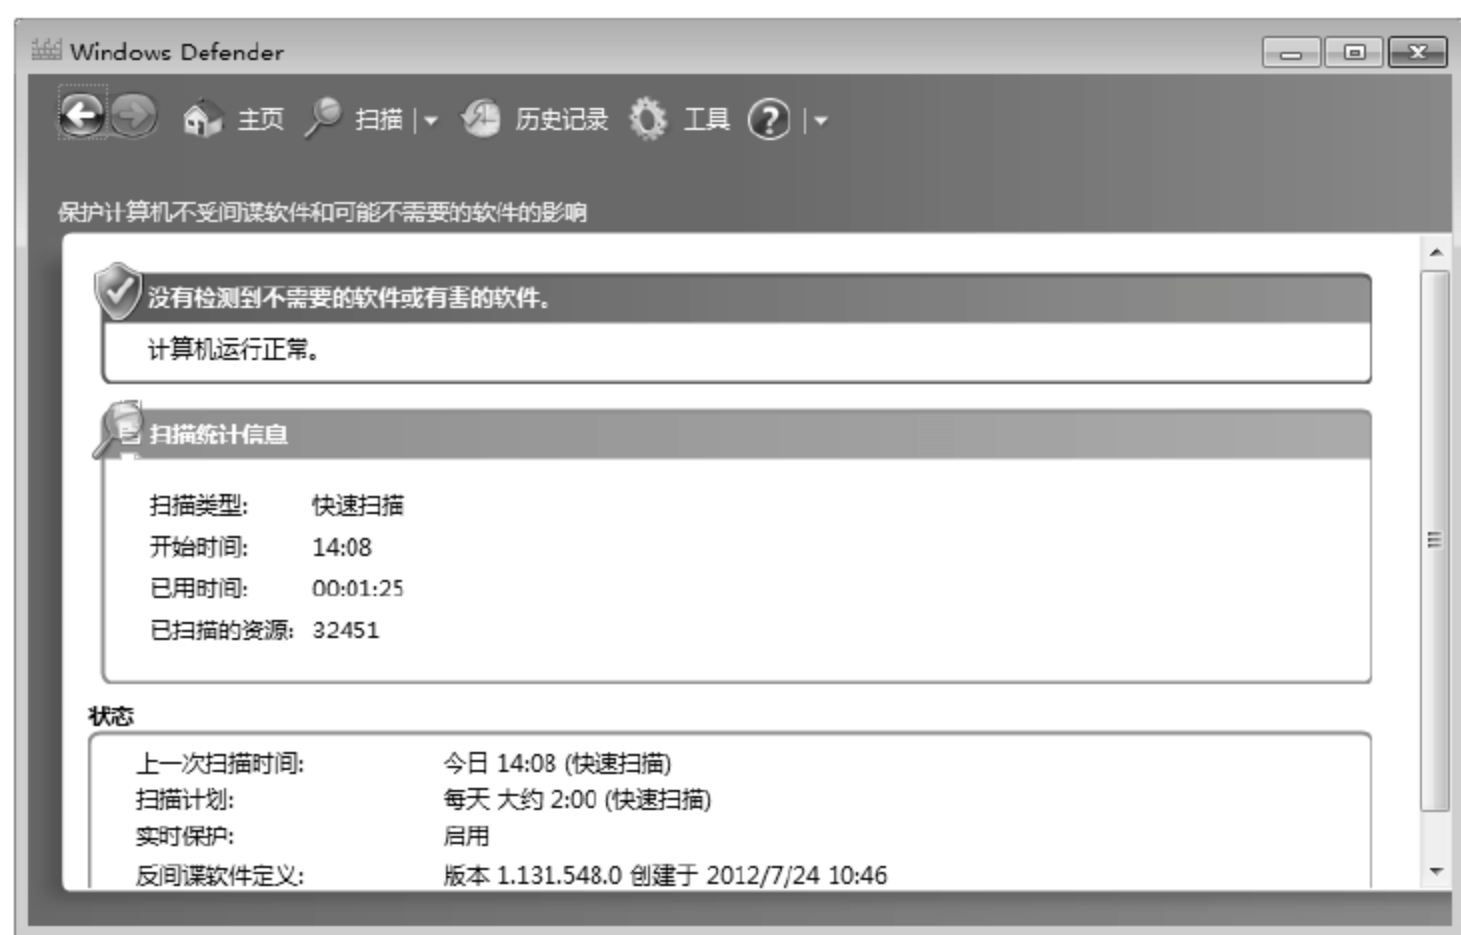 Windows Defender
主页 扫描 历史记录 工具 ?
保护计算机不受间谍软件和可能不需要的软件的影响
没有检测到不需要的软件或有害的软件。
计算机运行正常。
扫描统计信息
扫描类型: 快速扫描
开始时间: 14:08
已用时间: 00:01:25
已扫描的资源: 32451
状态
上一次扫描时间: 今日 14:08 (快速扫描)
扫描计划: 每天 大约 2:00 (快速扫描)
实时保护: 启用
反间谍软件定义: 版本 1.131.548.0 创建于 2012/7/24 10:46